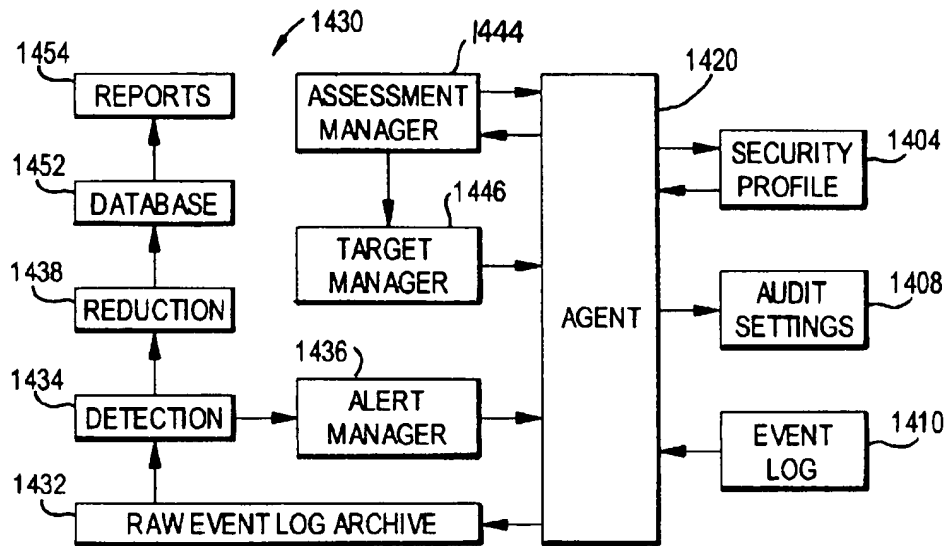 1430
1454
REPORTS
1444
ASSESSMENT
MANAGER
1420
1452
DATABASE
SECURITY
PROFILE
1404
1446
TARGET
MANAGER
1438
REDUCTION
AGENT
AUDIT
SETTINGS
1408
1434
DETECTION
1436
ALERT
MANAGER
EVENT
LOG
1410
1432
RAW EVENT LOG ARCHIVE